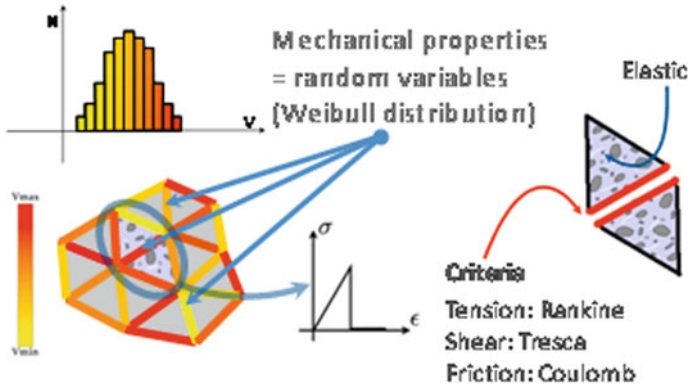 N
Mechanical properties
= random variables
(Weibull distribution)
V
Elastic
Vmax
Vmin
σ
ϵ
Criteria
Tension: Rankine
Shear: Tresca
Friction: Coulomb